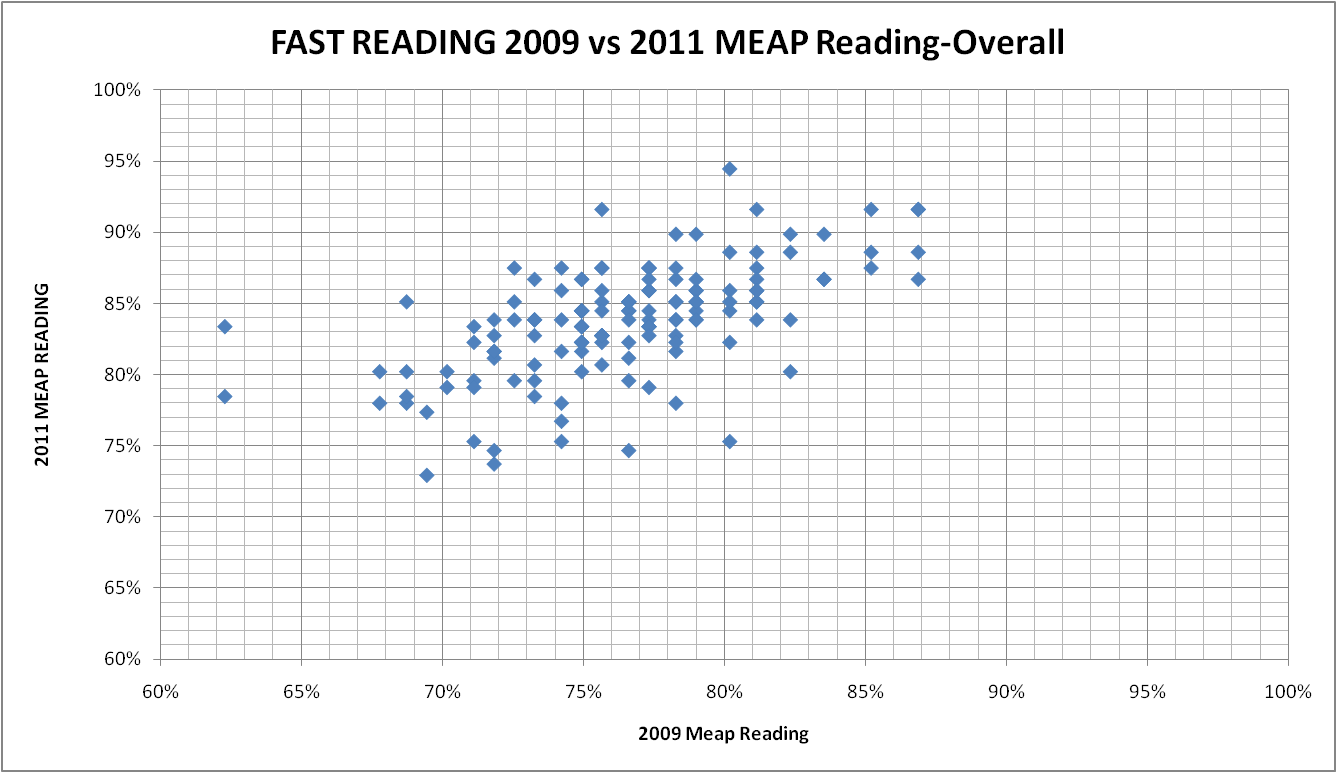 FAST READING 2009 vs 2011 MEAP Reading-Overall
100%
95%
90%
85%
80%
75%
70%
65%
60%
2011 MEAP READING
60% 65% 70% 75% 80% 85% 90% 95% 100%
2009 Meap Reading